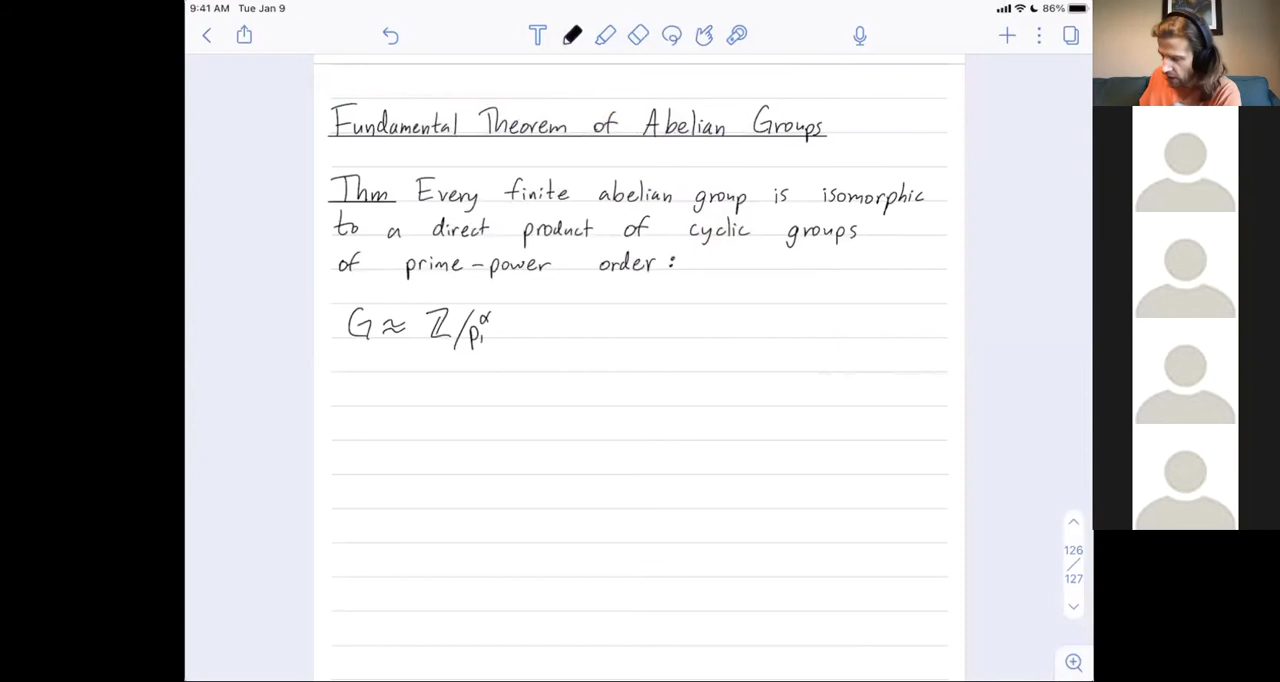 9:41 AM Tue Jan 9
86%
Fundamental Theorem of Abelian Groups
Thm Every finite abelian group is isomorphic
to a direct product of cyclic groups
of prime-power order:
G ≈ ℤ/p₁^α
126
/
127